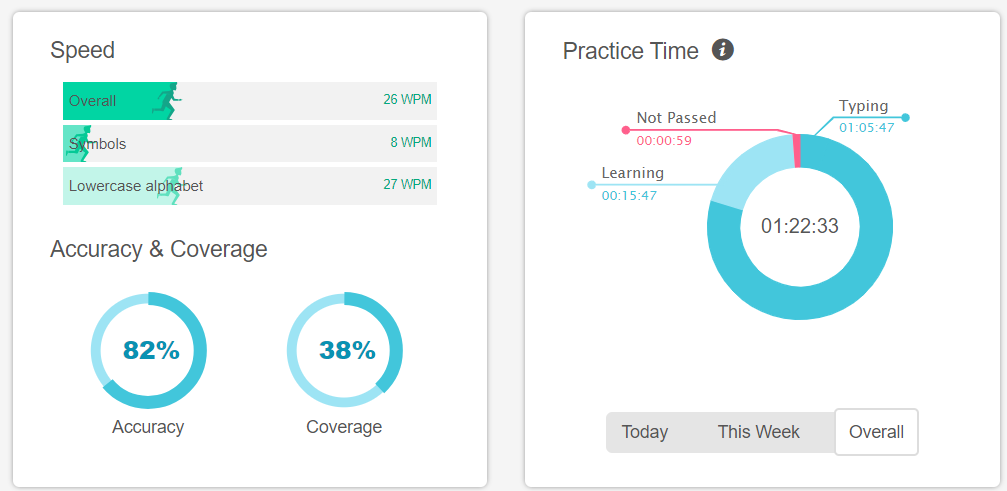 Speed
Overall 26 WPM
Symbols 8 WPM
Lowercase alphabet 27 WPM
Accuracy & Coverage
82%
Accuracy
38%
Coverage
Practice Time i
Typing
01:05:47
Not Passed
00:00:59
Learning
00:15:47
01:22:33
Today This Week Overall